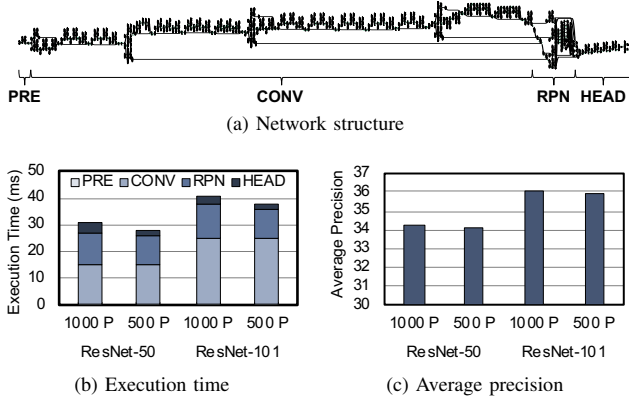 PRE CONV RPN HEAD
(a) Network structure
Execution Time (ms)
50
40
30
20
10
0
PRE CONV RPN HEAD
1000 P 500 P 1000 P 500 P
ResNet-50 ResNet-101
(b) Execution time
Average Precision
37
36
35
34
33
32
31
30
1000 P 500 P 1000 P 500 P
ResNet-50 ResNet-101
(c) Average precision